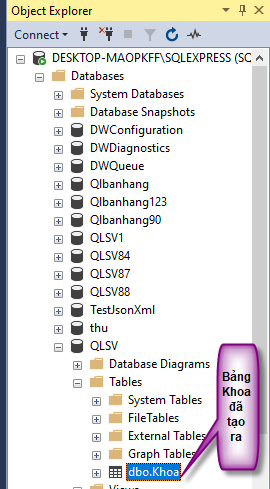 Object Explorer
Connect
DESKTOP-MAOPKFF\SQLEXPRESS (SQ
Databases
System Databases
Database Snapshots
DWConfiguration
DWDiagnostics
DWQueue
Qlbanhang
Qlbanhang123
Qlbanhang90
QLSV1
QLSV84
QLSV87
QLSV88
TestJsonXml
thu
QLSV
Database Diagrams
Tables
System Tables
FileTables
External Tables
Graph Tables
dbo.Khoa
Views
Bảng
Khoa
đã
tạo
ra